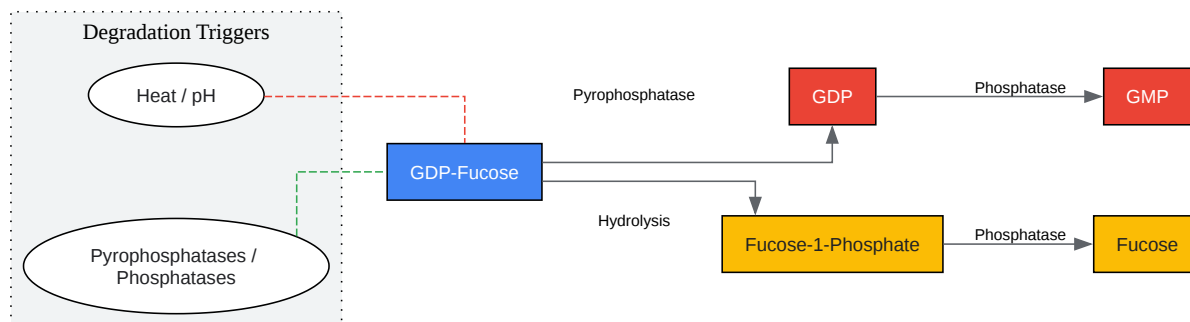 Degradation Triggers
Heat / pH
Pyrophosphatases /
Phosphatases
GDP-Fucose
Pyrophosphatase
Hydrolysis
GDP
Phosphatase
GMP
Fucose-1-Phosphate
Phosphatase
Fucose